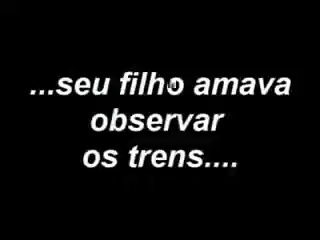 ...seu filho amava
observar
os trens....